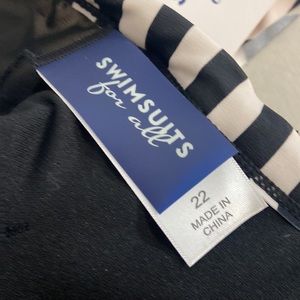 SWIMSUITS
for all
22
MADE IN
CHINA